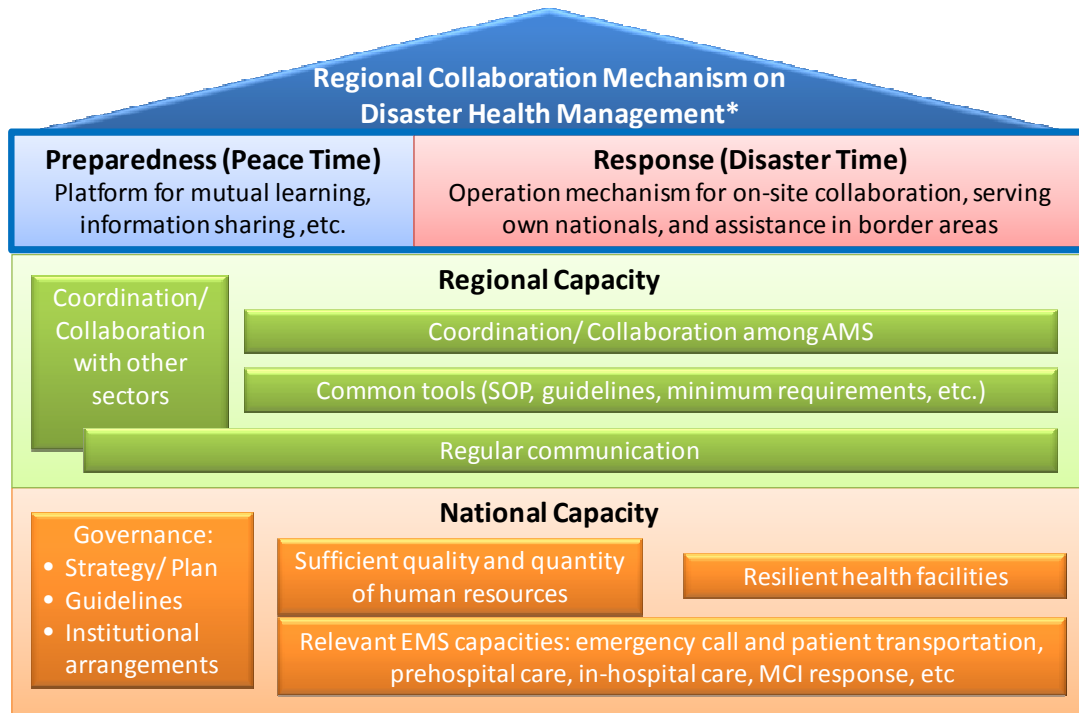 Regional Collaboration Mechanism on
Disaster Health Management*
Preparedness (Peace Time)
Platform for mutual learning,
information sharing ,etc.
Response (Disaster Time)
Operation mechanism for on-site collaboration, serving
own nationals, and assistance in border areas
Regional Capacity
Coordination/
Collaboration
with other
sectors
Coordination/ Collaboration among AMS
Common tools (SOP, guidelines, minimum requirements, etc.)
Regular communication
National Capacity
Governance:
• Strategy/ Plan
• Guidelines
• Institutional
arrangements
Sufficient quality and quantity
of human resources
Resilient health facilities
Relevant EMS capacities: emergency call and patient transportation,
prehospital care, in-hospital care, MCI response, etc